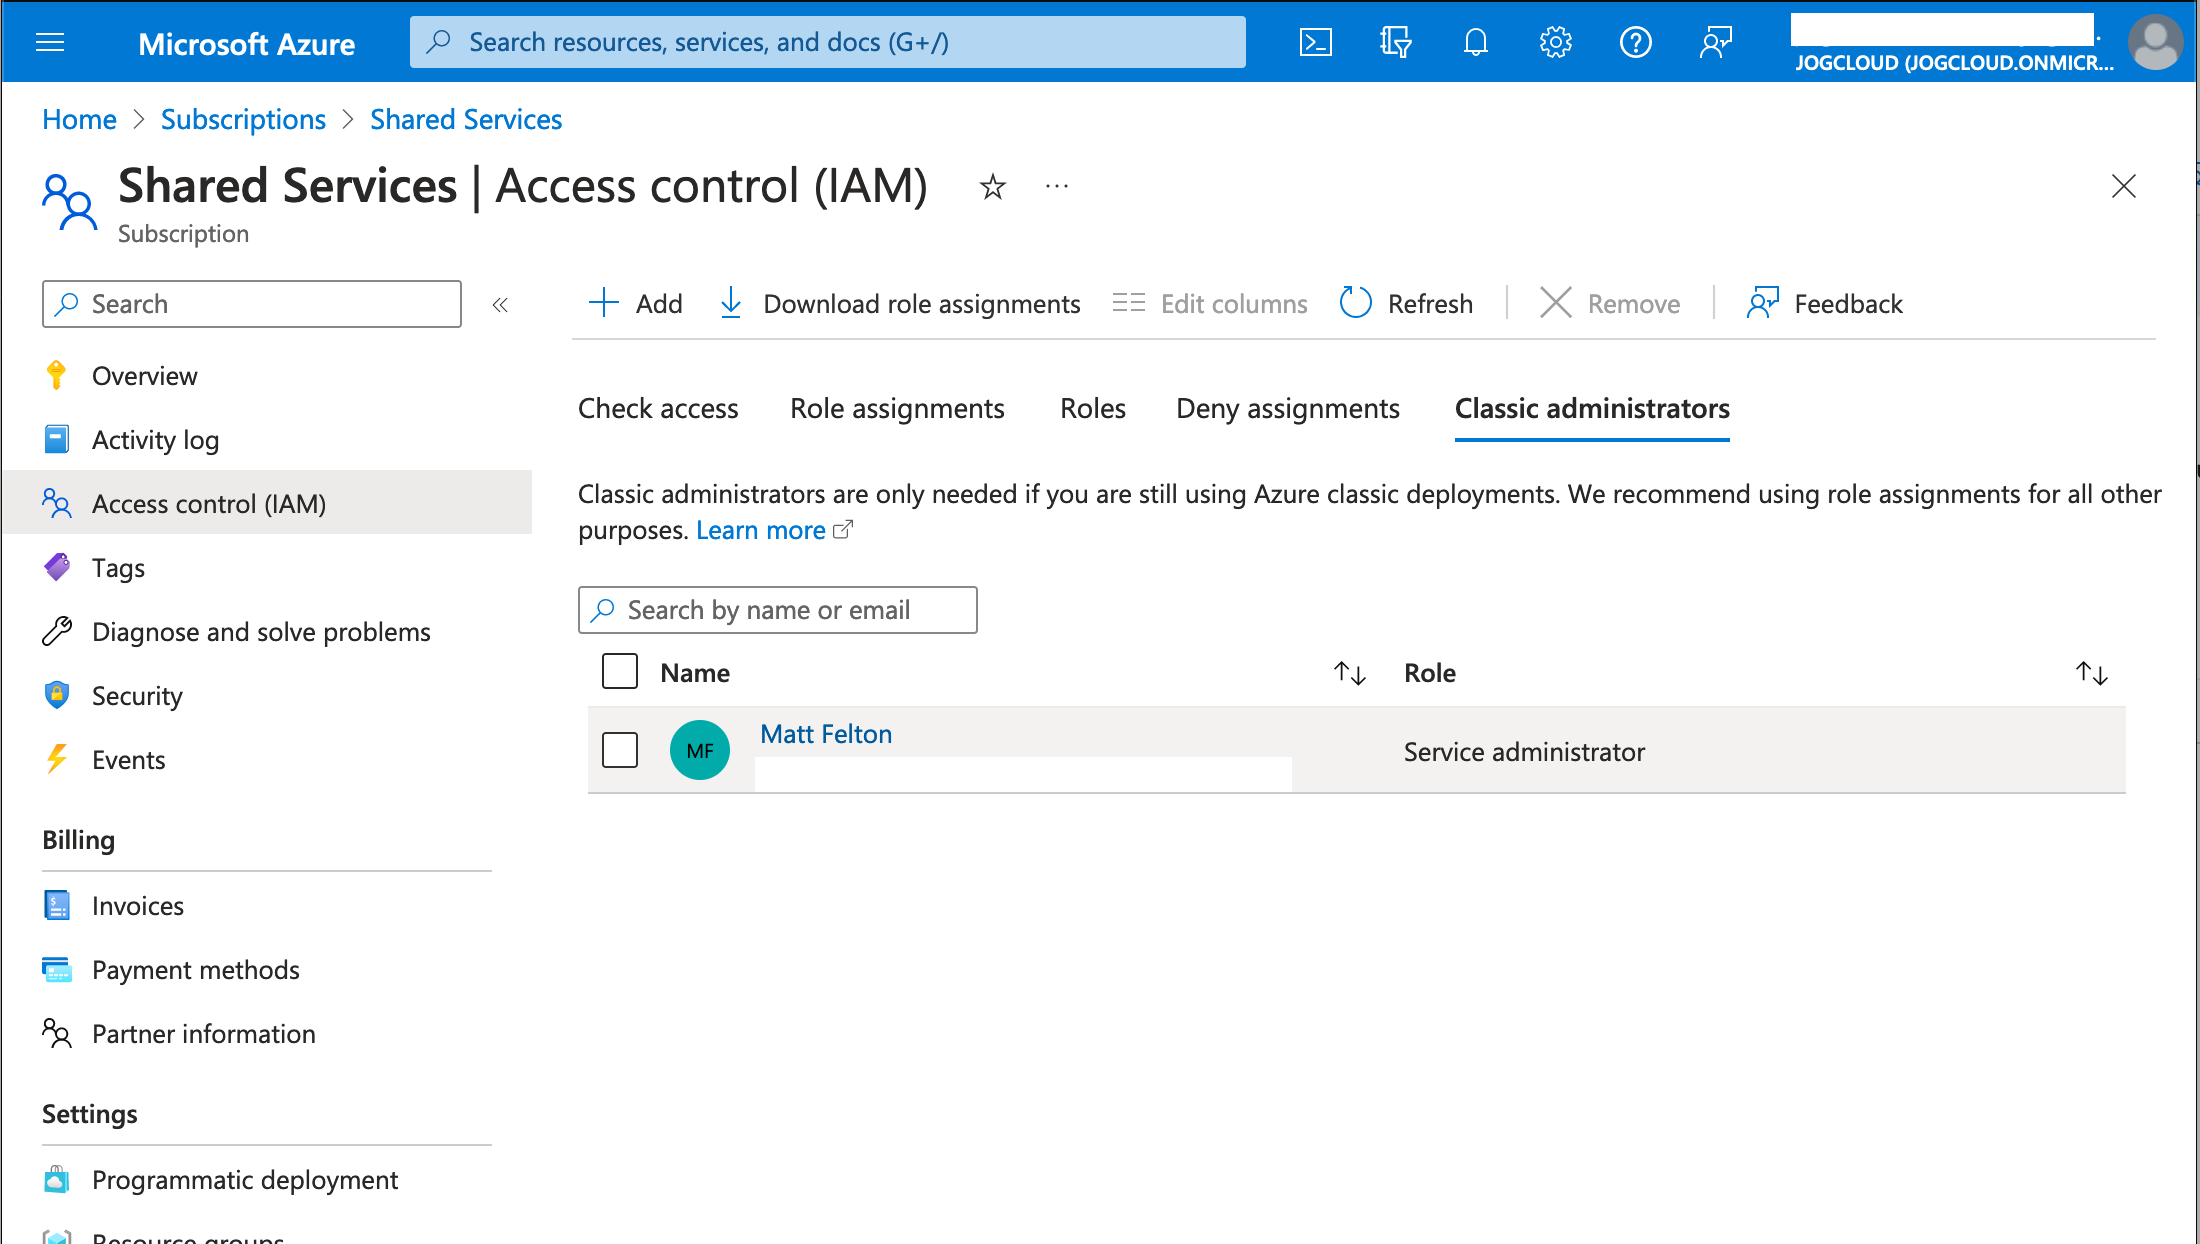 Microsoft Azure
Search resources, services, and docs (G+/)
JOGCLOUD (JOGCLOUD.ONMICR...
Home > Subscriptions > Shared Services
Shared Services | Access control (IAM)
Subscription
Search
Add
Download role assignments
Edit columns
Refresh
Remove
Feedback
Overview
Activity log
Access control (IAM)
Tags
Diagnose and solve problems
Security
Events
Billing
Invoices
Payment methods
Partner information
Settings
Programmatic deployment
Resource groups
Check access
Role assignments
Roles
Deny assignments
Classic administrators
Classic administrators are only needed if you are still using Azure classic deployments. We recommend using role assignments for all other
purposes. Learn more
Search by name or email
Name
Role
MF
Matt Felton
Service administrator